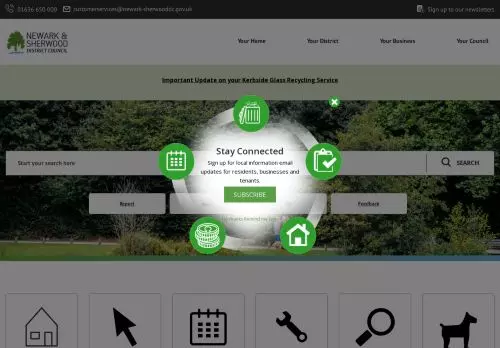 01636 650 000 customerservices@newark-sherwooddc.gov.uk Sign up to our newsletters
NEWARK &
SHERWOOD
DISTRICT COUNCIL
Your Home Your District Your Business Your Council
Important Update on your Kerbside Glass Recycling Service
Stay Connected
Sign up for local information email
updates for residents, businesses and
tenants.
SUBSCRIBE
Start your search here
SEARCH
Report
Feedback